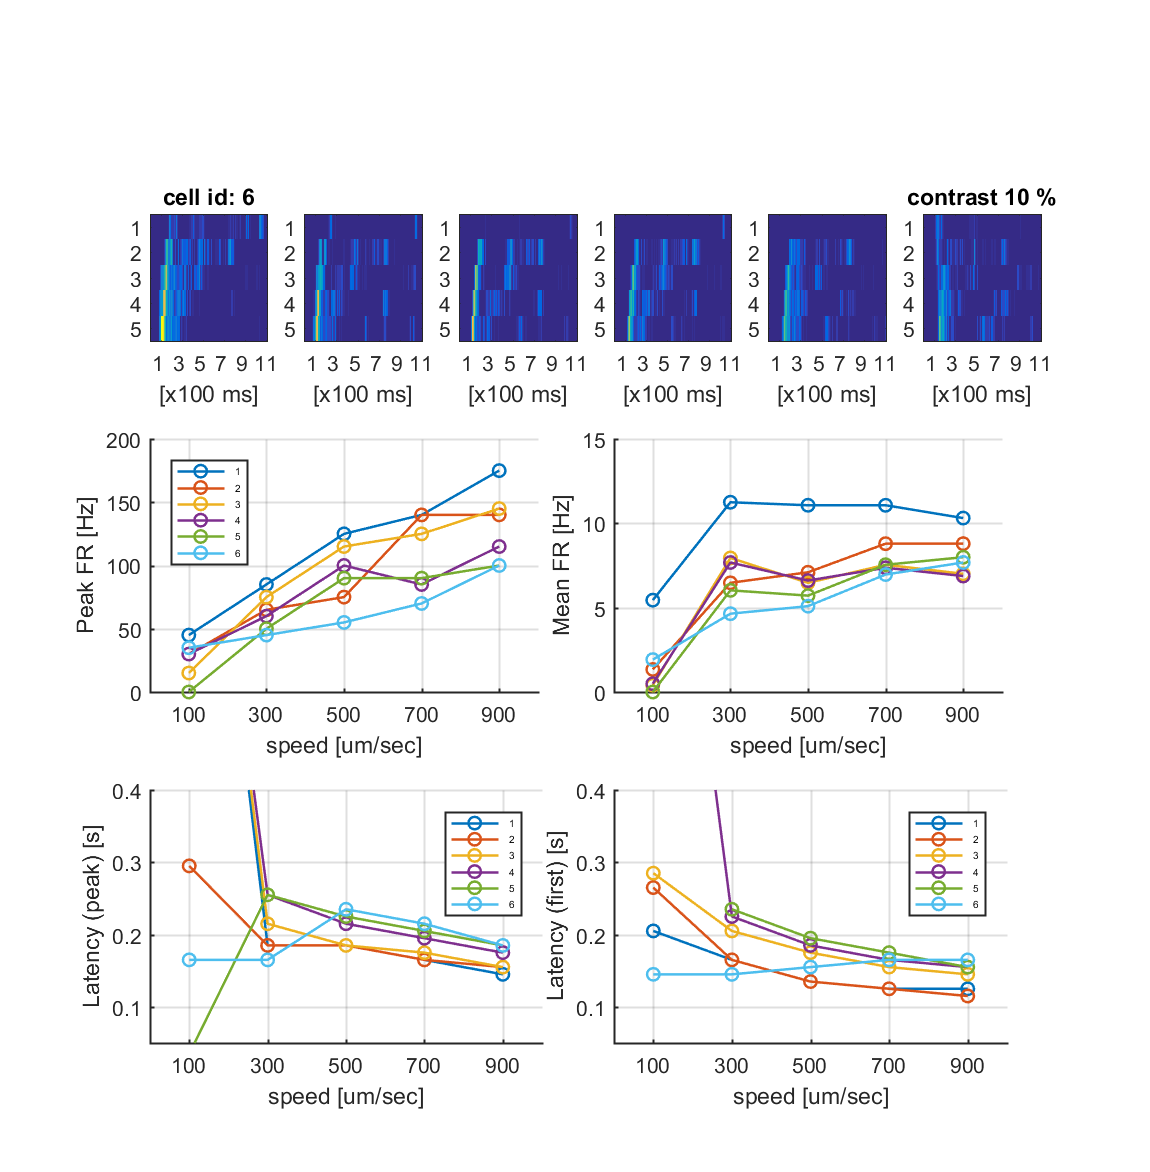 cell id: 6
contrast 10 %
1 2 3 4 5
1 2 3 4 5
1 2 3 4 5
1 2 3 4 5
1 2 3 4 5
1 2 3 4 5
1 3 5 7 9 11
1 3 5 7 9 11
1 3 5 7 9 11
1 3 5 7 9 11
1 3 5 7 9 11
1 3 5 7 9 11
[x100 ms]
[x100 ms]
[x100 ms]
[x100 ms]
[x100 ms]
[x100 ms]
Peak FR [Hz]
200
150
100
50
0
1
2
3
4
5
6
100 300 500 700 900
speed [um/sec]
Mean FR [Hz]
15
10
5
0
100 300 500 700 900
speed [um/sec]
Latency (peak) [s]
0.4
0.3
0.2
0.1
1
2
3
4
5
6
100 300 500 700 900
speed [um/sec]
Latency (first) [s]
0.4
0.3
0.2
0.1
1
2
3
4
5
6
100 300 500 700 900
speed [um/sec]